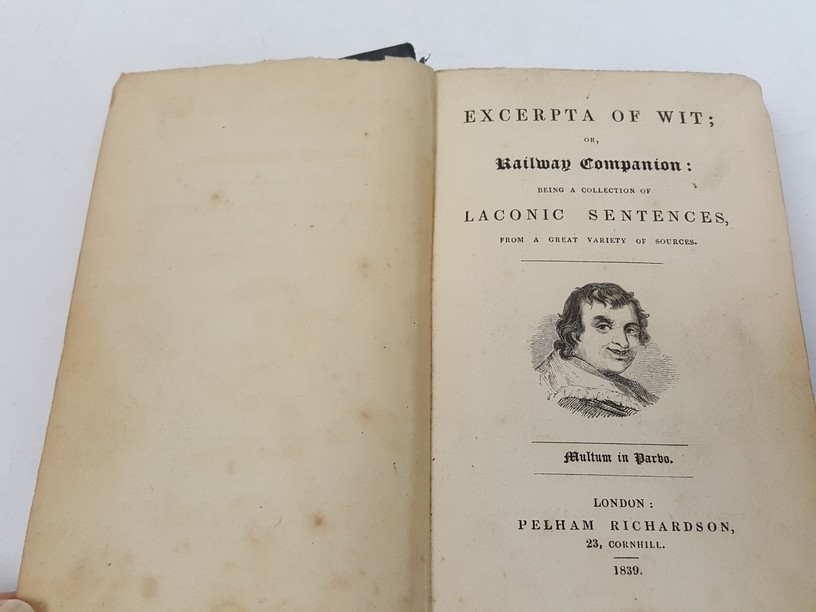 EXCERPTA OF WIT;
OR,
Railway Companion:
BEING A COLLECTION OF
LACONIC SENTENCES,
FROM A GREAT VARIETY OF SOURCES.
Multum in Parvo.
LONDON:
PELHAM RICHARDSON,
23, CORNHILL.
1839.